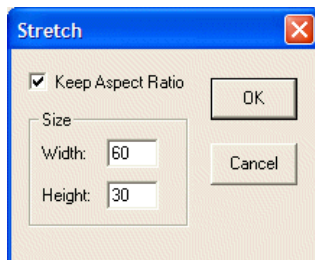 Stretch
Keep Aspect Ratio
OK
Size
Width: 60
Cancel
Height: 30